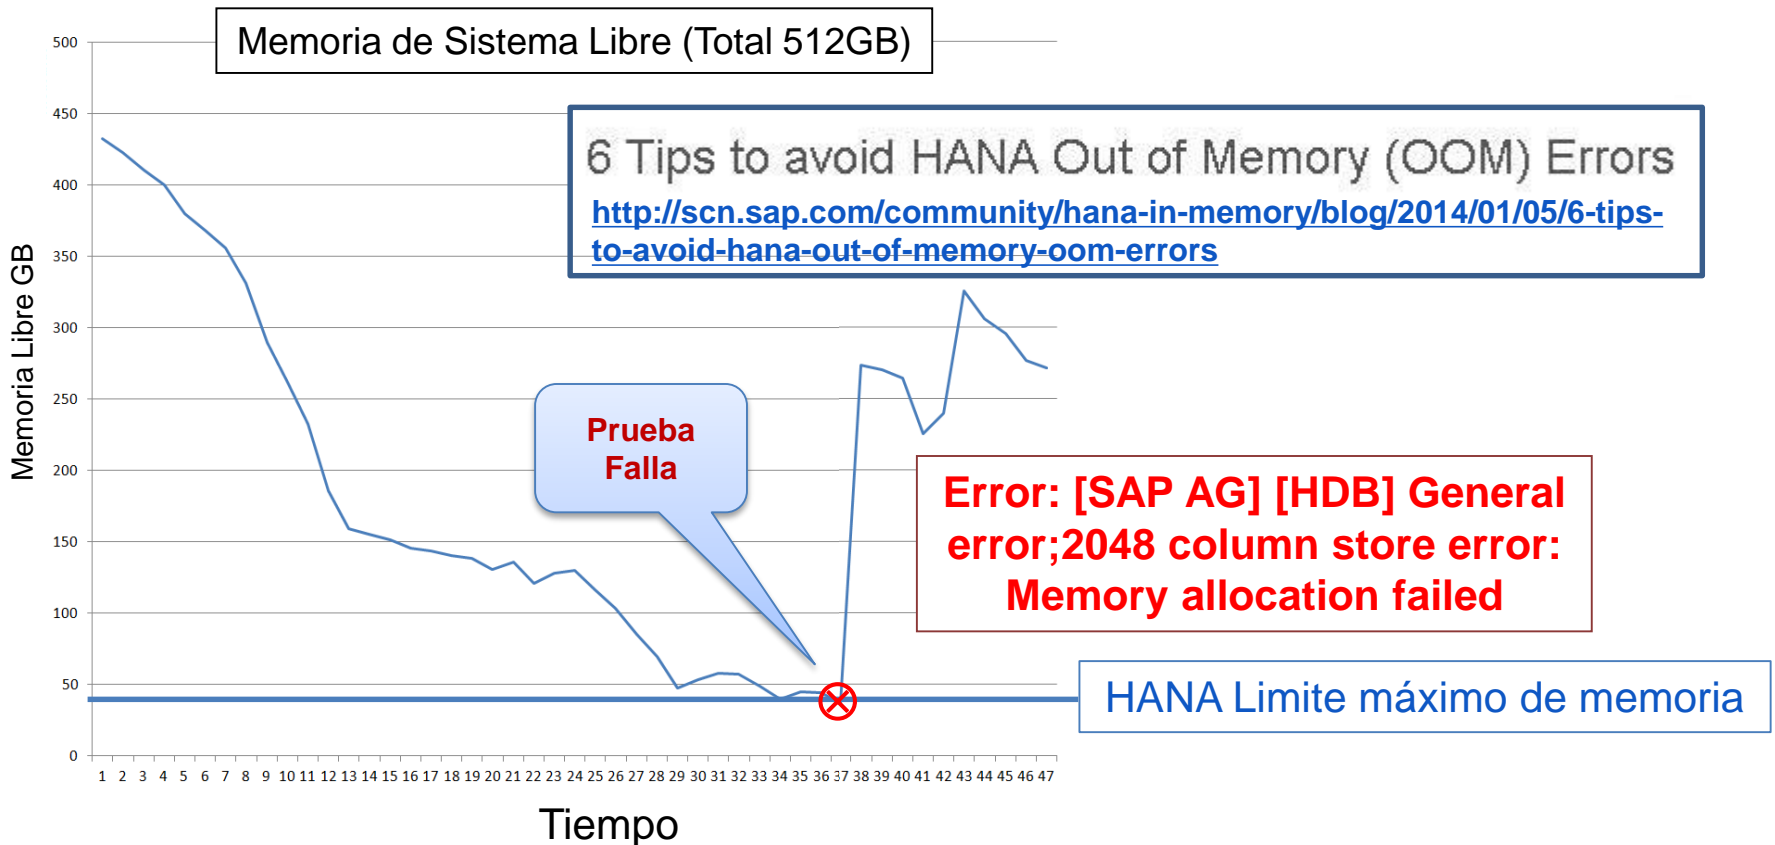 Memoria de Sistema Libre (Total 512GB)
6 Tips to avoid HANA Out of Memory (OOM) Errors
http://scn.sap.com/community/hana-in-memory/blog/2014/01/05/6-tips-
to-avoid-hana-out-of-memory-oom-errors
Memoria Libre GB
500
450
400
350
300
250
200
150
100
50
0
Prueba
Falla
Error: [SAP AG] [HDB] General
error;2048 column store error:
Memory allocation failed
HANA Limite máximo de memoria
1 2 3 4 5 6 7 8 9 10 11 12 13 14 15 16 17 18 19 20 21 22 23 24 25 26 27 28 29 30 31 32 33 34 35 36 37 38 39 40 41 42 43 44 45 46 47
Tiempo